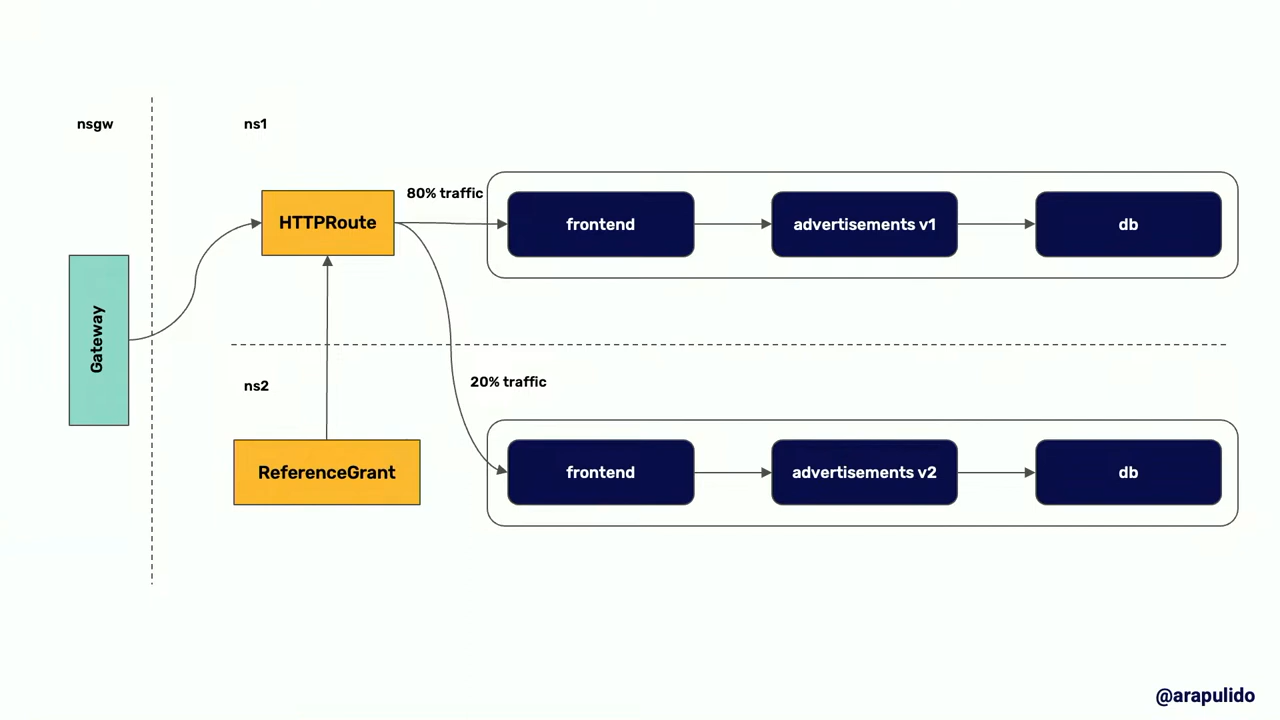 nsgw
ns1
80% traffic
HTTPRoute
frontend
advertisements v1
db
Gateway
ns2
20% traffic
ReferenceGrant
frontend
advertisements v2
db
@arapulido